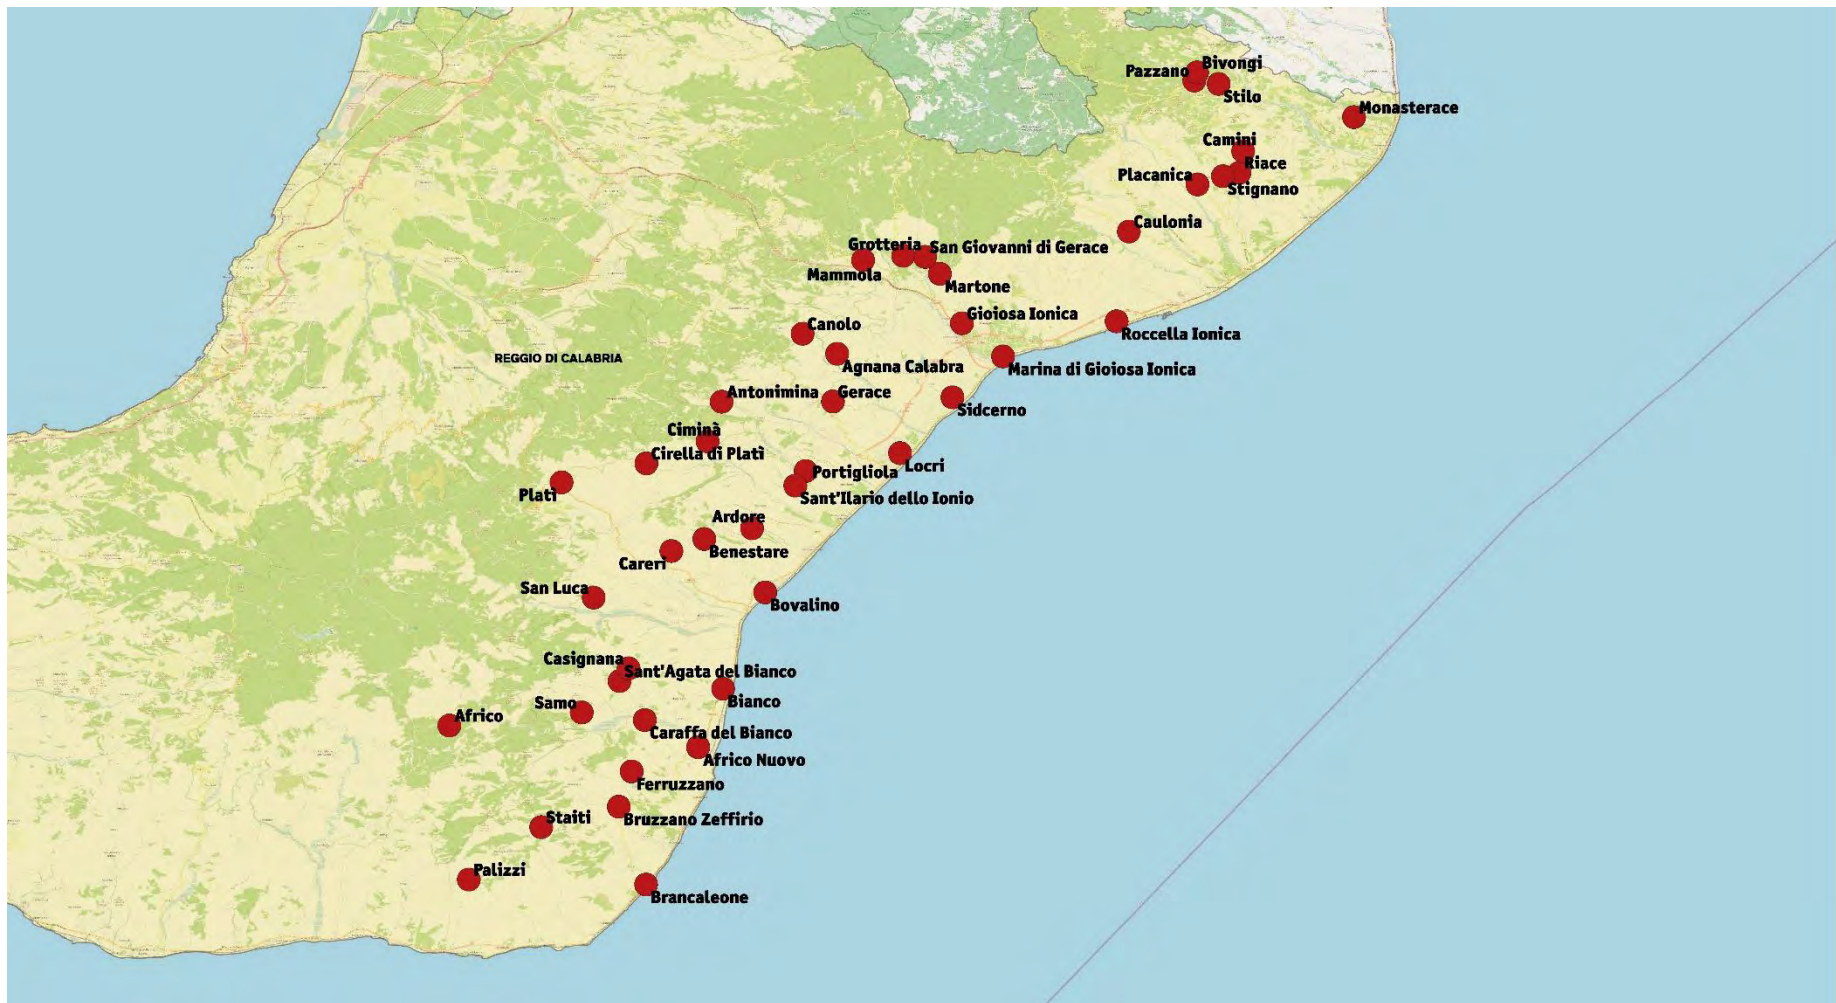 Bivongi
Pazzano
Stilo
Monasterace
Camini
Riace
Placanica
Stignano
Caulonia
Grotteria
San Giovanni di Gerace
Mammola
Martone
Gioiosa Ionica
Canolo
Roccella Ionica
REGGIO DI CALABRIA
Agnana Calabra
Marina di Gioiosa Ionica
Antonimina
Gerace
Sidcerno
Ciminà
Cirella di Platì
Locri
Portigliola
Platì
Sant'Ilario dello Ionio
Ardore
Benestare
Careri
San Luca
Bovalino
Casignana
Sant'Agata del Bianco
Samo
Bianco
Africo
Caraffa del Bianco
Africo Nuovo
Ferruzzano
Staiti
Bruzzano Zeffirio
Palizzi
Brancaleone